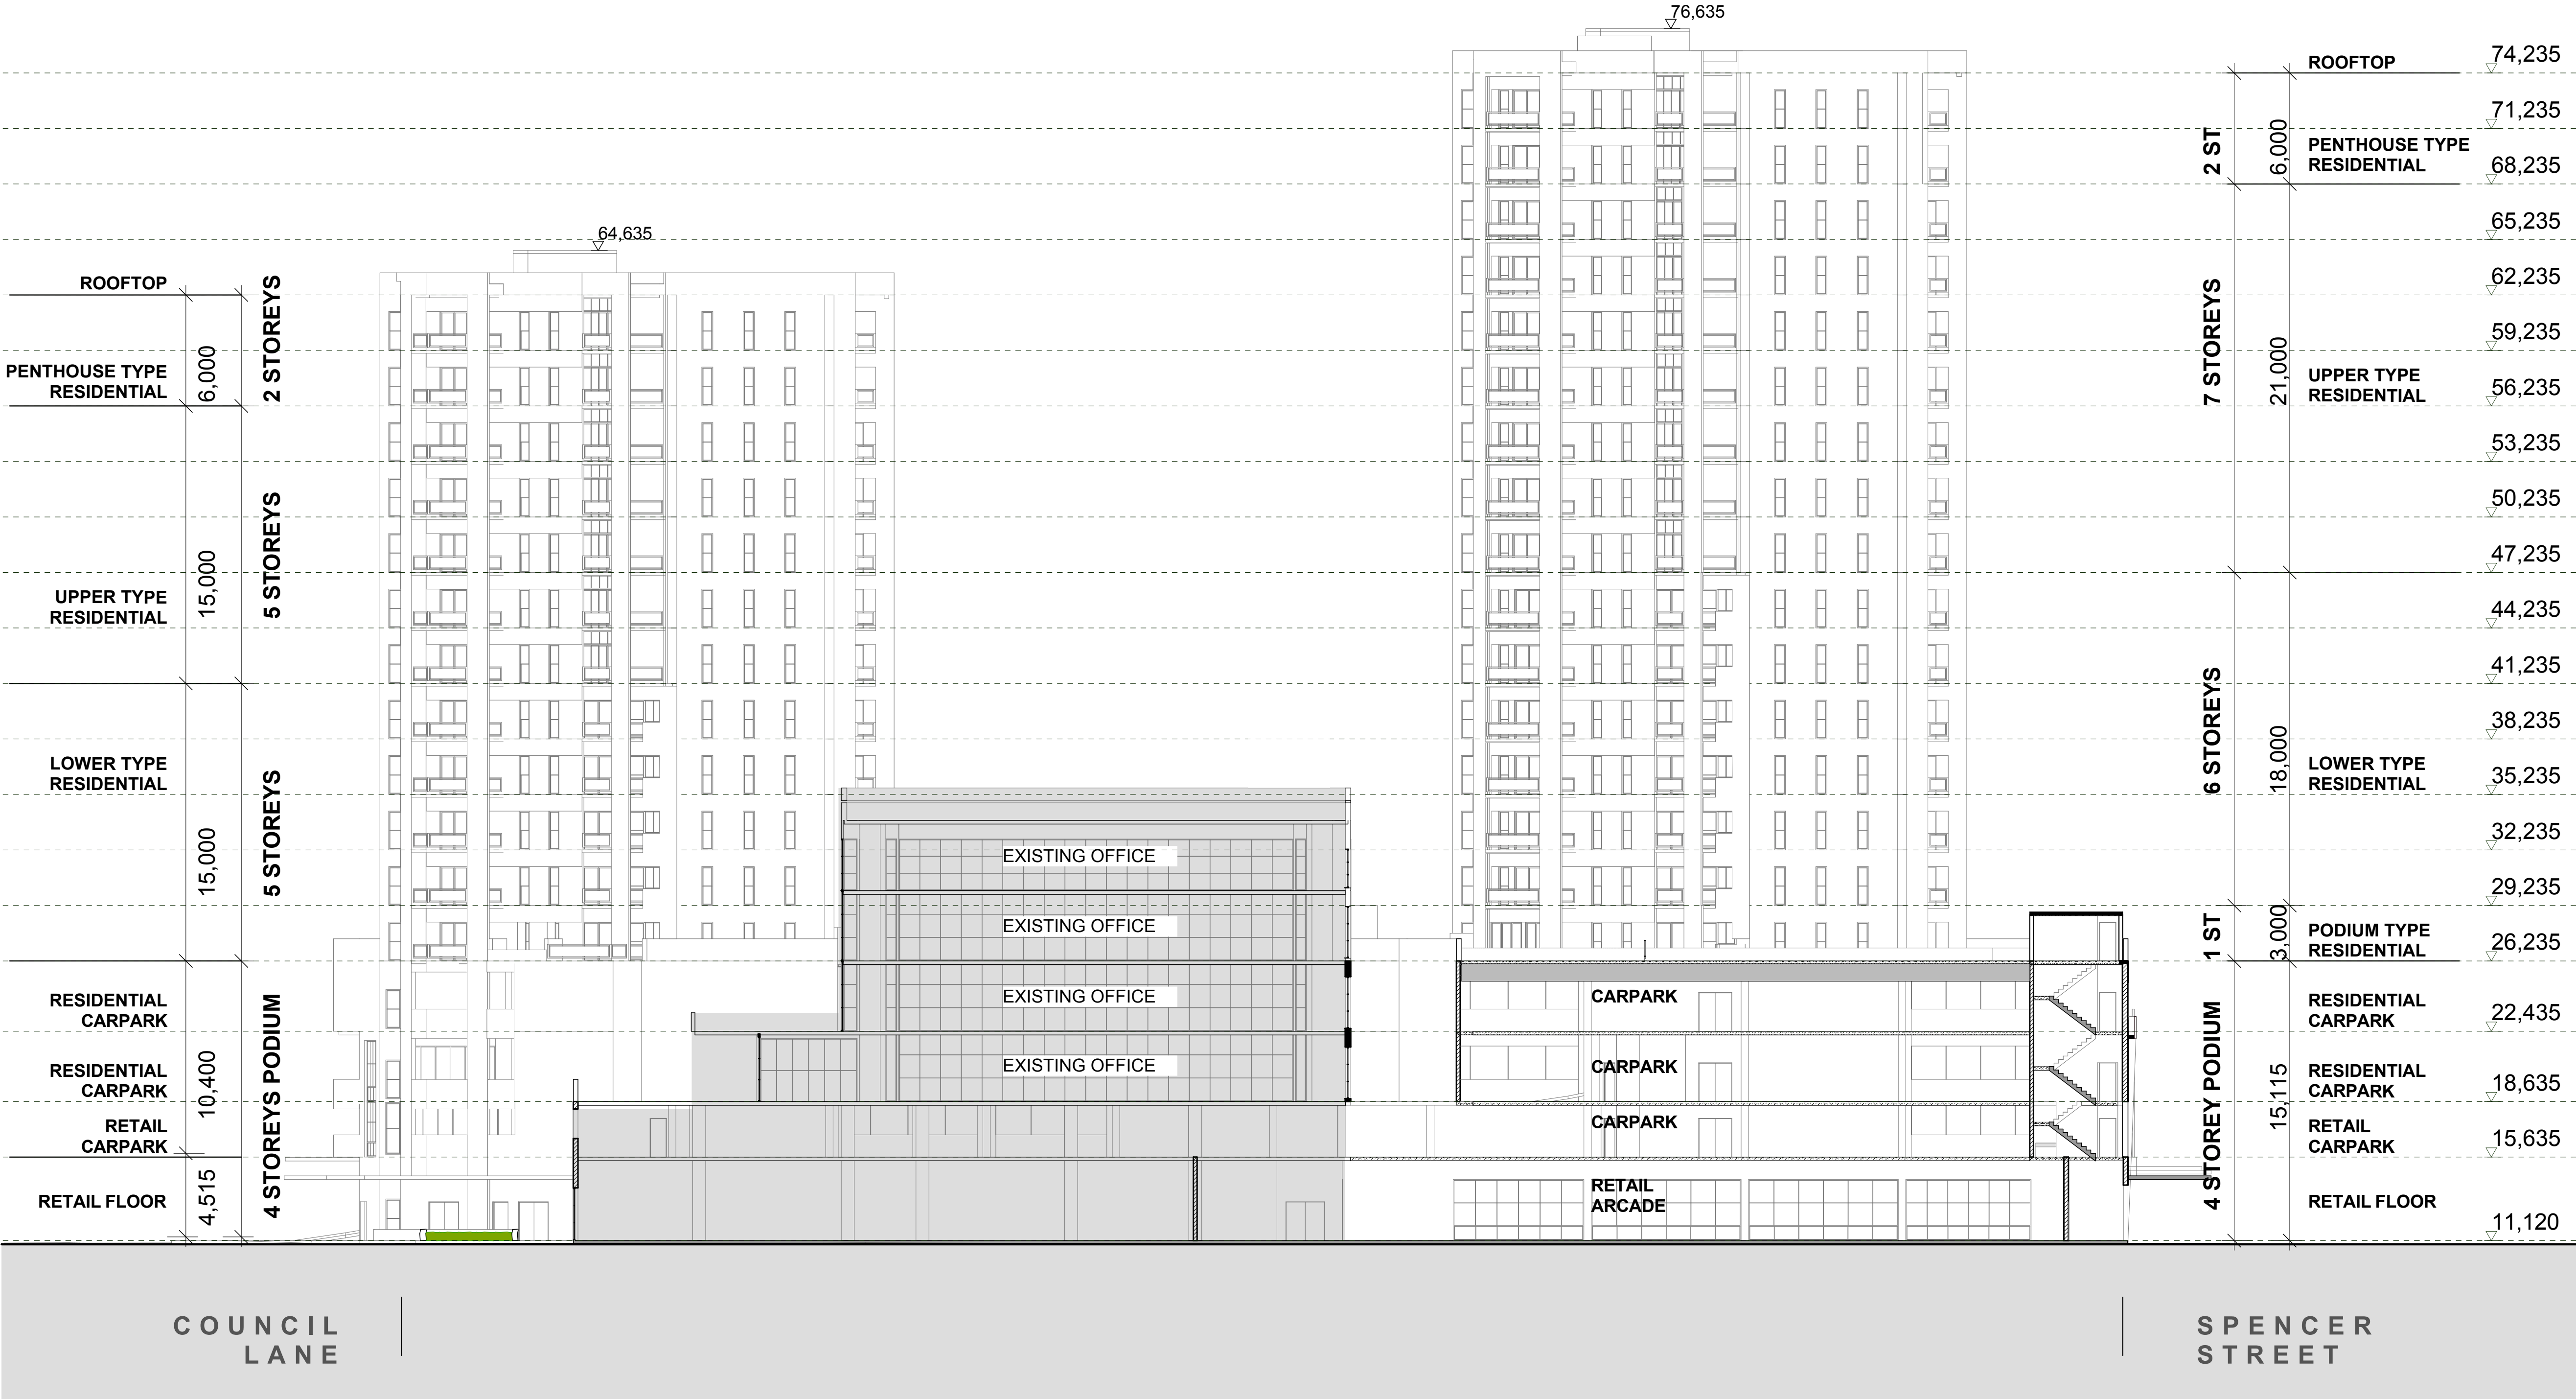 76,635
64,635
ROOFTOP
2 STOREYS
6,000
PENTHOUSE TYPE
RESIDENTIAL
5 STOREYS
15,000
UPPER TYPE
RESIDENTIAL
LOWER TYPE
RESIDENTIAL
5 STOREYS
15,000
RESIDENTIAL
CARPARK
4 STOREYS PODIUM
10,400
RESIDENTIAL
CARPARK
RETAIL
CARPARK
4,515
RETAIL FLOOR
EXISTING OFFICE
EXISTING OFFICE
EXISTING OFFICE
EXISTING OFFICE
CARPARK
CARPARK
CARPARK
RETAIL
ARCADE
ROOFTOP
74,235
71,235
2 ST
6,000
PENTHOUSE TYPE
RESIDENTIAL
68,235
65,235
62,235
7 STOREYS
21,000
59,235
UPPER TYPE
RESIDENTIAL
56,235
53,235
50,235
47,235
44,235
41,235
6 STOREYS
18,000
38,235
LOWER TYPE
RESIDENTIAL
35,235
32,235
29,235
1 ST
3,000
PODIUM TYPE
RESIDENTIAL
26,235
4 STOREY PODIUM
15,115
RESIDENTIAL
CARPARK
22,435
RESIDENTIAL
CARPARK
18,635
RETAIL
CARPARK
15,635
RETAIL FLOOR
11,120
COUNCIL
LANE
SPENCER
STREET